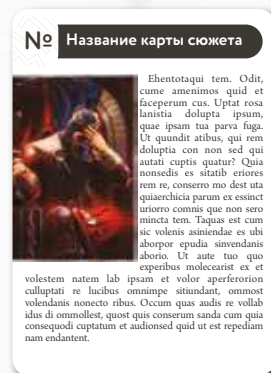 № Название карты сюжета
Ehentotaqui tem. Odit,
cume amenimos quid et
faceperum cus. Uptat rosa
lanistia dolupta ipsum,
quae ipsam tua parva fuga.
Ut quundit atibus, qui rem
doluptia con non sed qui
autati cuptis quatur? Quia
nonsedis es sitatib eriores
rem re, conserro mo dest uta
quiaerchicia parum ex essinct
uriorro comnis que non sero
mincta tem. Taquas est cum
sic volenis asiniendae es ubi
aborpor epudia sinvendanis
aborio. Ut aute tuo quo
experibus molecearist ex et
volestem natem lab ipsam et volor aperferorion
culluptati re lucibus omnimpe sitiundant, ommost
volendanis nonecto ribus. Occum quas audis re vollab
idus di ommollest, quost quis conserum sanda cum quia
consequodi cuptatum et audionsed quid ut est repediam
nam endantent.